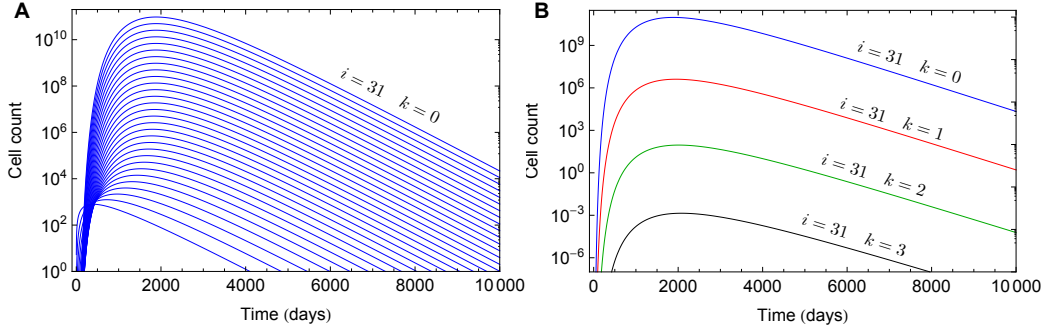 A
10^10
10^8
10^6
10^4
10^2
10^0
Cell count
i = 31 k = 0
0 2000 4000 6000 8000 10 000
Time (days)
B
10^9
10^6
10^3
10^0
10^-3
10^-6
Cell count
i = 31 k = 0
i = 31 k = 1
i = 31 k = 2
i = 31 k = 3
0 2000 4000 6000 8000 10 000
Time (days)